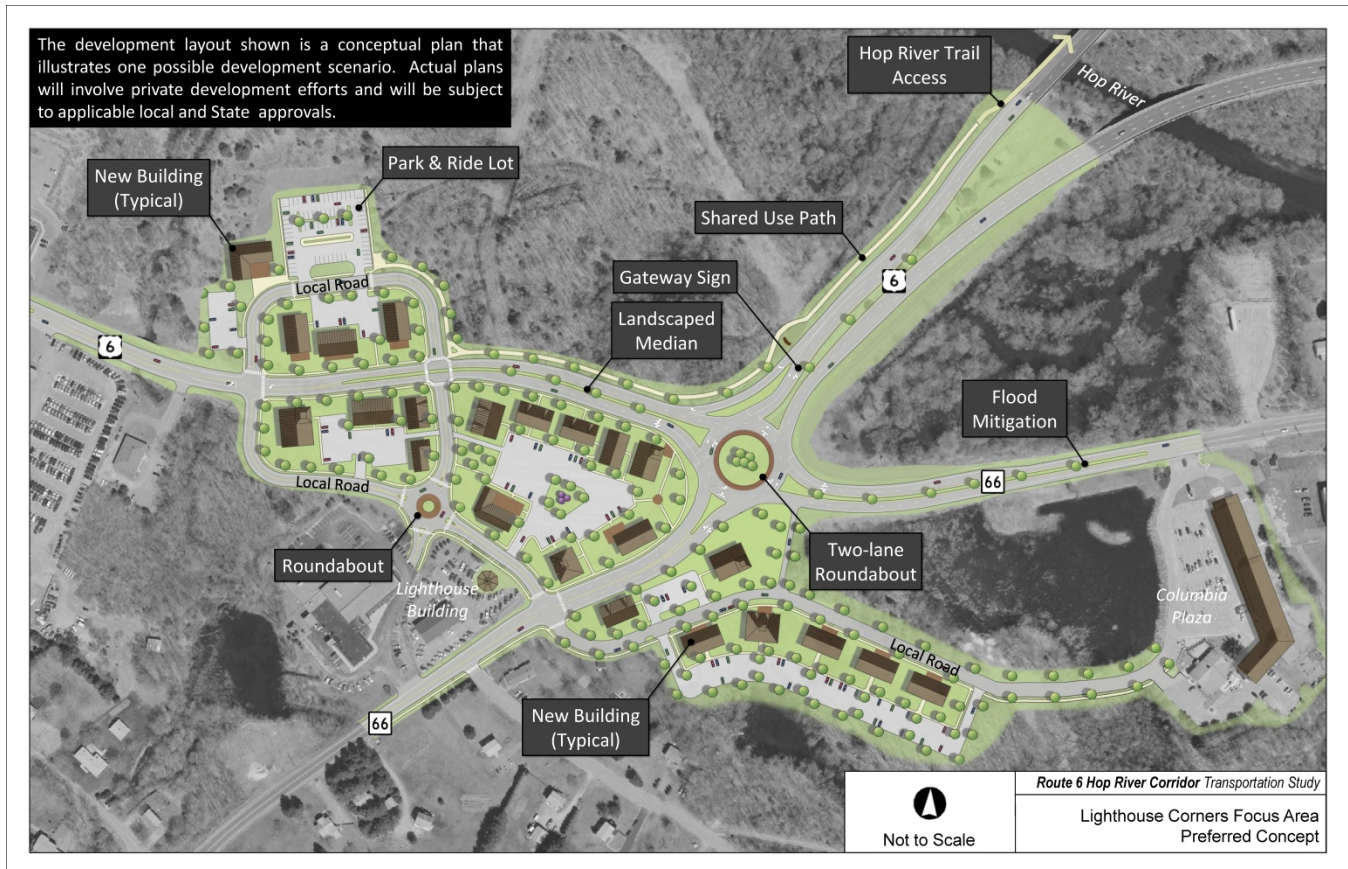 The development layout shown is a conceptual plan that
illustrates one possible development scenario. Actual plans
will involve private development efforts and will be subject
to applicable local and State approvals.
Hop River Trail
Access
Hop River
Park & Ride Lot
New Building
(Typical)
Shared Use Path
Gateway Sign
6
Local Road
Landscaped
Median
6
Flood
Mitigation
66
Local Road
Roundabout
Two-lane
Roundabout
Lighthouse
Building
Columbia
Plaza
Local Road
New Building
(Typical)
66
Not to Scale
Route 6 Hop River Corridor Transportation Study
Lighthouse Corners Focus Area
Preferred Concept